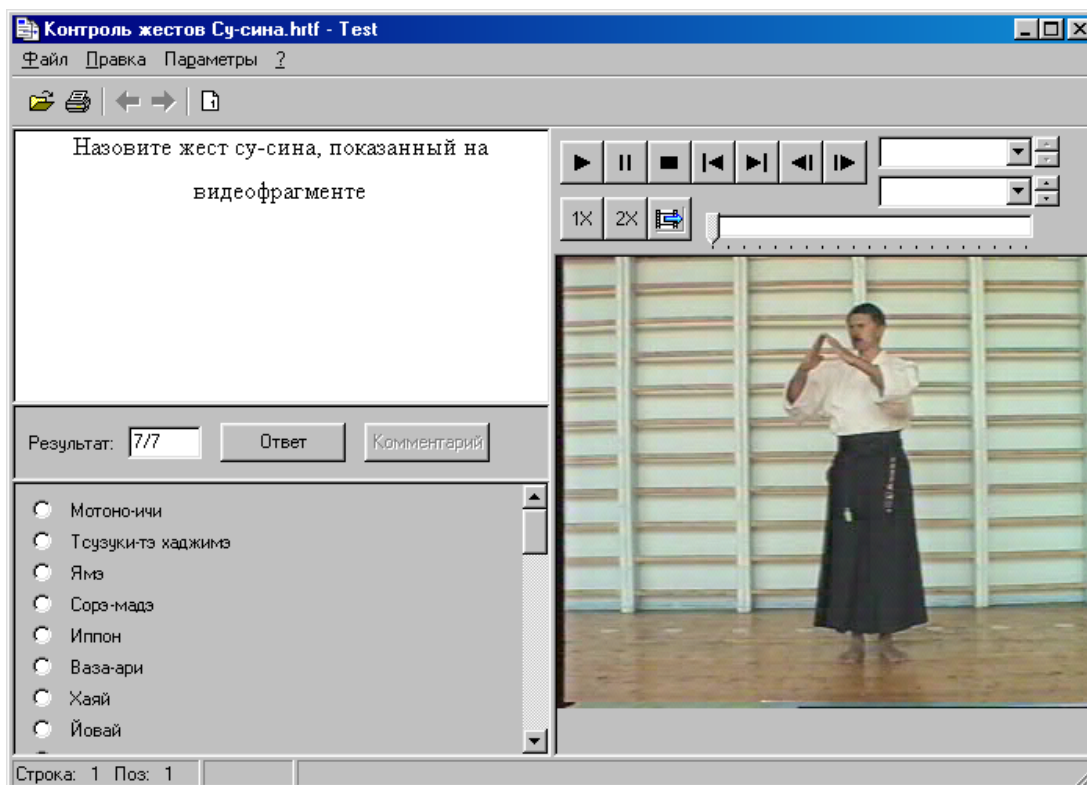 Контроль жестов Су-сина.hrtf - Test
Файл Правка Параметры ?
1
Назовите жест су-сина, показанный на
видеофрагменте
1X 2X
Результат: 7/7 Ответ Комментарий
Мотоно-ичи
Тсузуки-тэ хаджимэ
Ямэ
Сорэ-мадэ
Иппон
Ваза-ари
Хаяй
Йовай
Строка: 1 Поз: 1